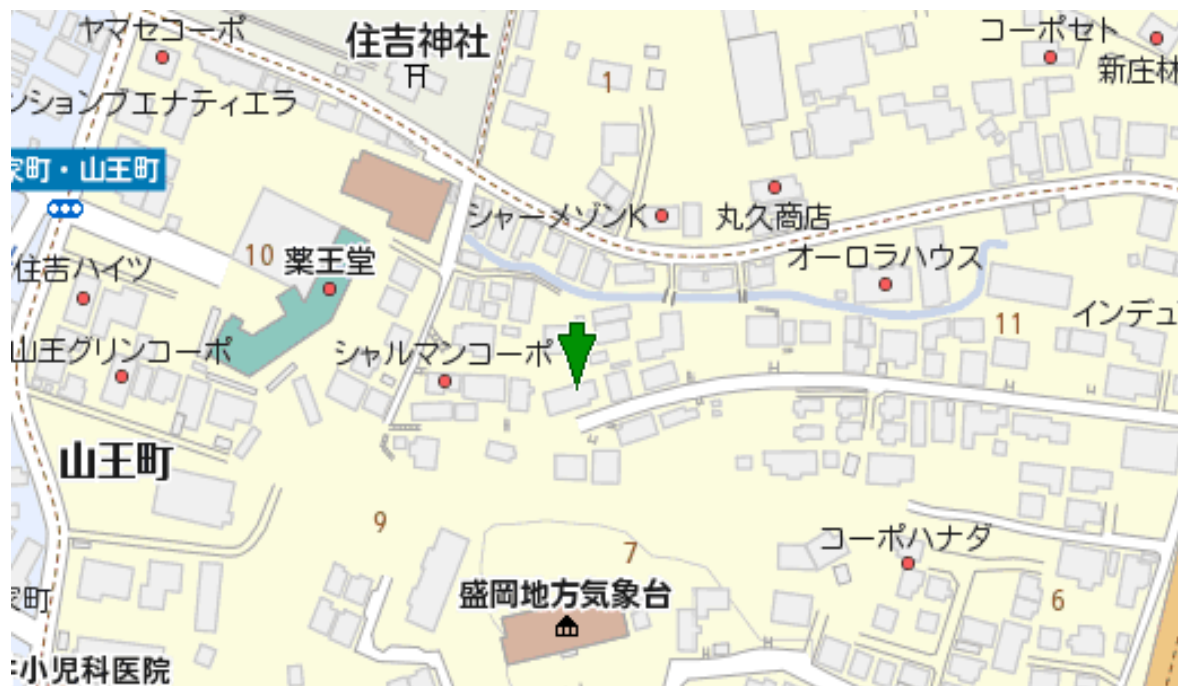 ヤマセコーポ
住吉神社
コーポセト
新庄林
1
ンションブエナティエラ
家町・山王町
シャーメゾンK
丸久商店
10
薬王堂
オーロラハウス
住吉ハイツ
11
インデュ
山王グリンコーポ
シャルマンコーポ
山王町
9
7
コーポハナダ
盛岡地方気象台
6
家町
小児科医院